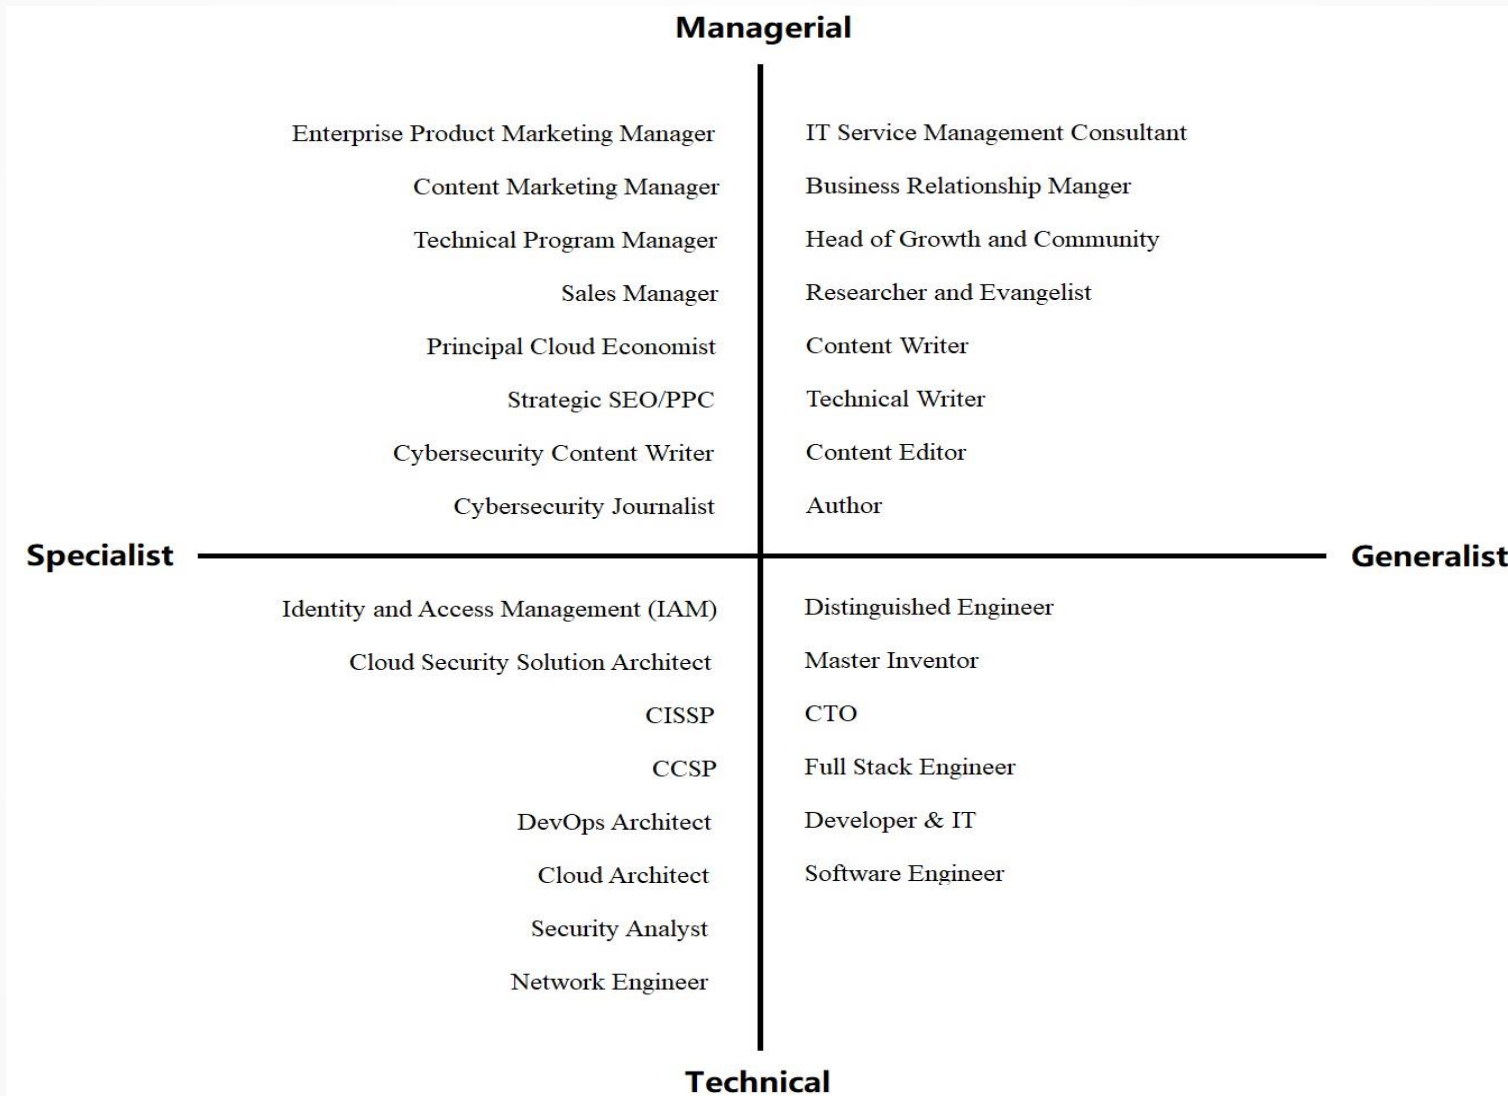 Managerial
Enterprise Product Marketing Manager
Content Marketing Manager
Technical Program Manager
Sales Manager
Principal Cloud Economist
Strategic SEO/PPC
Cybersecurity Content Writer
Cybersecurity Journalist
IT Service Management Consultant
Business Relationship Manger
Head of Growth and Community
Researcher and Evangelist
Content Writer
Technical Writer
Content Editor
Author
Specialist
Generalist
Identity and Access Management (IAM)
Cloud Security Solution Architect
CISSP
CCSP
DevOps Architect
Cloud Architect
Security Analyst
Network Engineer
Distinguished Engineer
Master Inventor
CTO
Full Stack Engineer
Developer & IT
Software Engineer
Technical